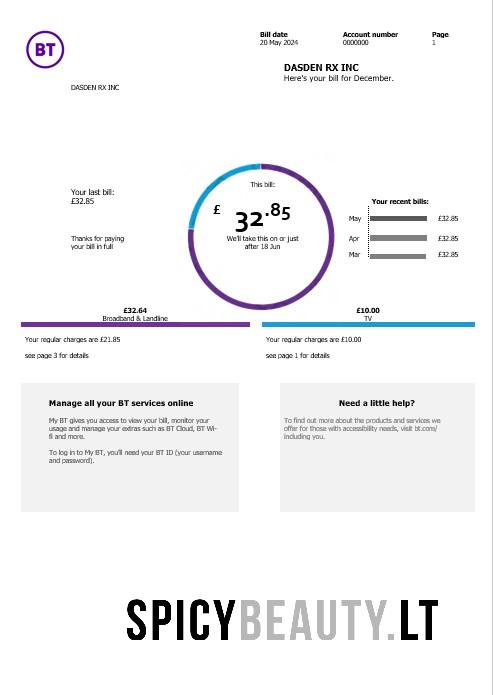 BT
Bill date
20 May 2024
Account number
0000000
Page
1
DASDEN RX INC
Here's your bill for December.
DASDEN RX INC
Your last bill:
£32.85
Thanks for paying
your bill in full
This bill:
£32.85
We'll take this on or just
after 18 Jun
Your recent bills:
May £32.85
Apr £32.85
Mar £32.85
£32.64
Broadband & Landline
Your regular charges are £21.85
see page 3 for details
£10.00
TV
Your regular charges are £10.00
see page 1 for details
Manage all your BT services online
My BT gives you access to view your bill, monitor your
usage and manage your extras such as BT Cloud, BT Wi-
fi and more.
To log in to My BT, you'll need your BT ID (your username
and password).
Need a little help?
To find out more about the products and services we
offer for those with accessibility needs, visit bt.com/
including you.
SPICYBEAUTY.LT